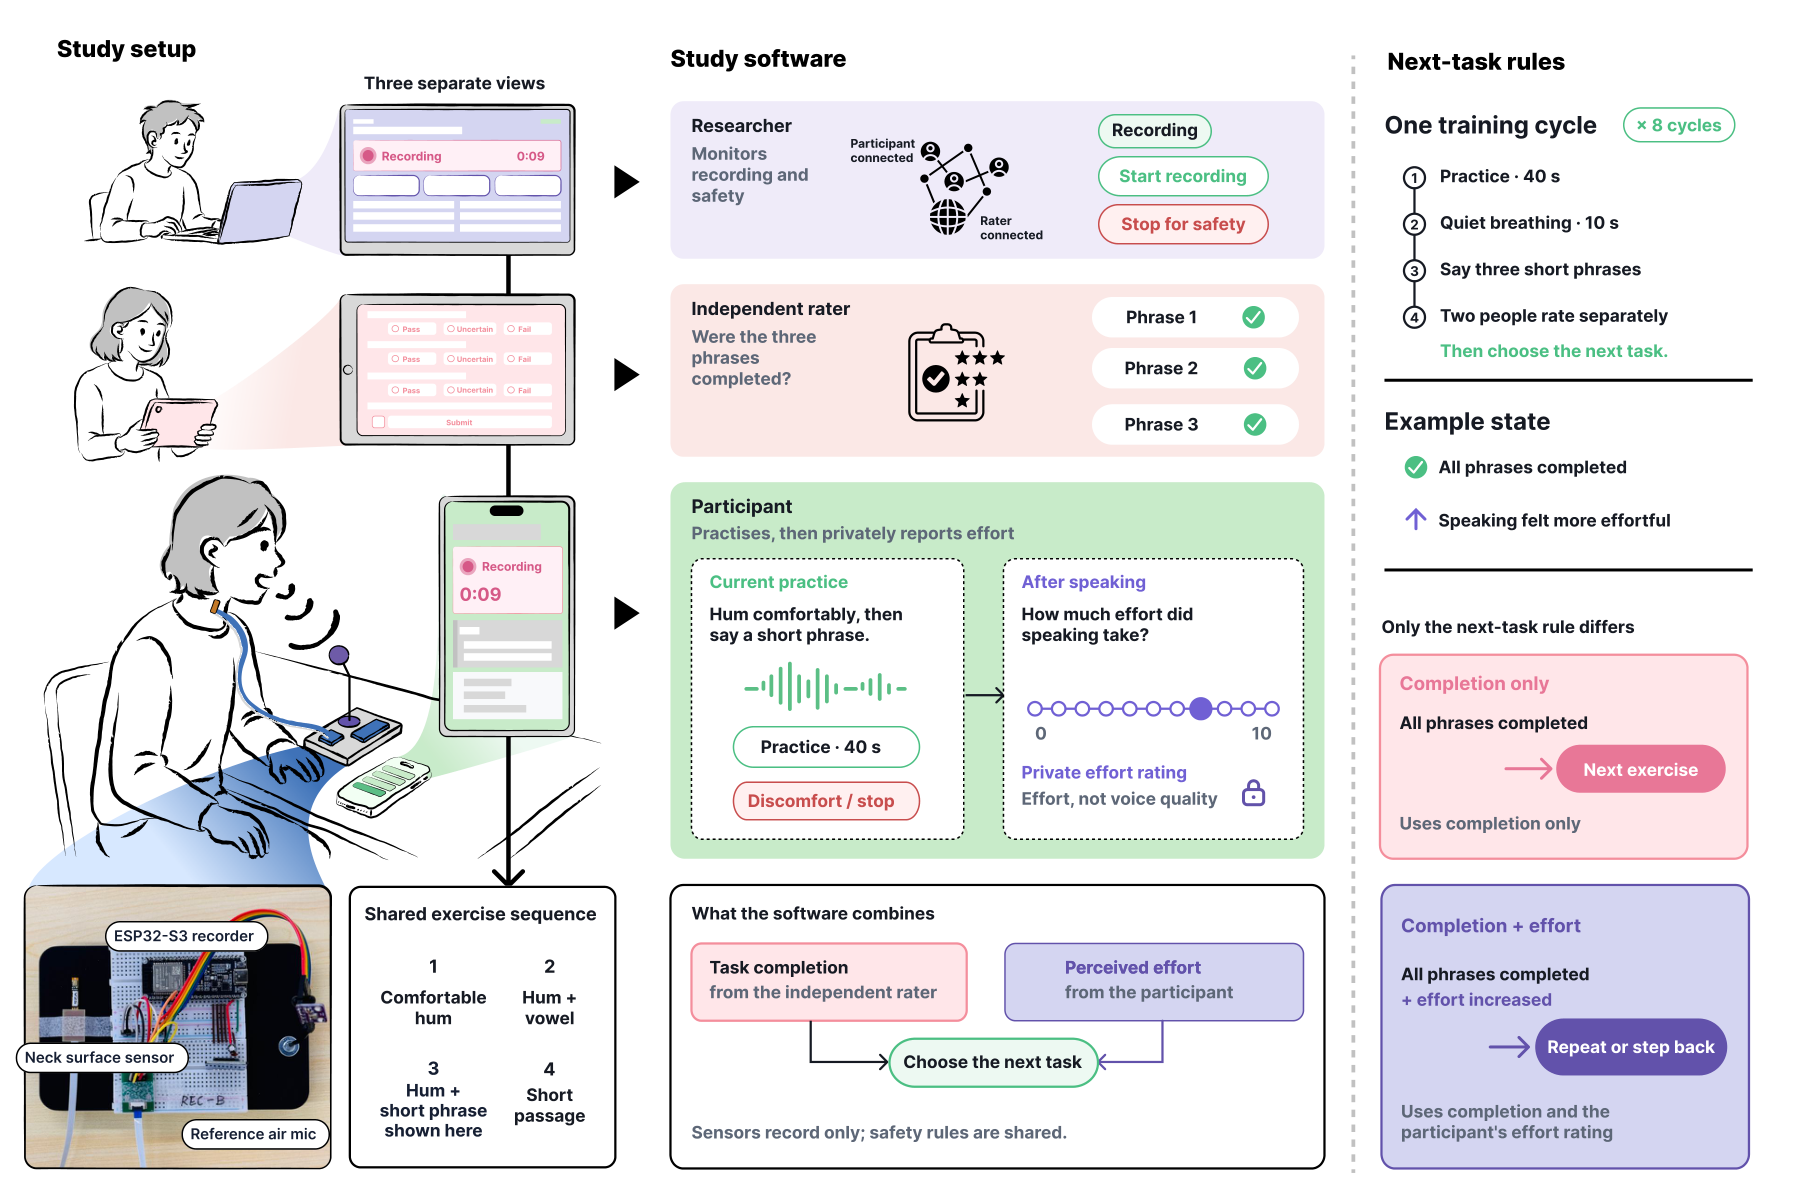 Study setup
Three separate views
Recording 0:09
Pass Uncertain Fail
Pass Uncertain Fail
Pass Uncertain Fail
Submit
Recording
0:09
ESP32-S3 recorder
Neck surface sensor
REC-B
Reference air mic
Shared exercise sequence
1
Comfortable
hum
2
Hum +
vowel
3
Hum +
short phrase
shown here
4
Short
passage
Study software
Researcher
Monitors
recording and
safety
Participant
connected
Rater
connected
Recording
Start recording
Stop for safety
Independent rater
Were the three
phrases
completed?
Phrase 1
Phrase 2
Phrase 3
Participant
Practises, then privately reports effort
Current practice
Hum comfortably, then
say a short phrase.
Practice · 40 s
Discomfort / stop
After speaking
How much effort did
speaking take?
0 10
Private effort rating
Effort, not voice quality
What the software combines
Task completion
from the independent rater
Perceived effort
from the participant
Choose the next task
Sensors record only; safety rules are shared.
Next-task rules
One training cycle × 8 cycles
1 Practice · 40 s
2 Quiet breathing · 10 s
3 Say three short phrases
4 Two people rate separately
Then choose the next task.
Example state
All phrases completed
Speaking felt more effortful
Only the next-task rule differs
Completion only
All phrases completed
Next exercise
Uses completion only
Completion + effort
All phrases completed
+ effort increased
Repeat or step back
Uses completion and the
participant's effort rating